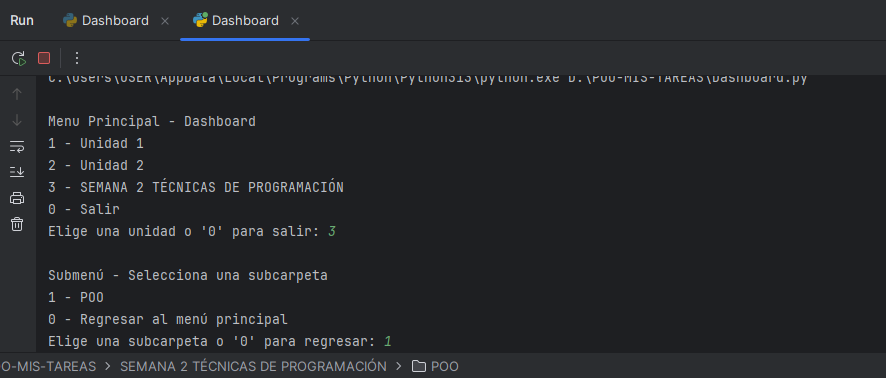 Run Dashboard Dashboard
C:\Users\USER\AppData\Local\Programs\Python\Python313\python.exe D:\POO-MIS-TAREAS\Dashboard.py
Menu Principal - Dashboard
1 - Unidad 1
2 - Unidad 2
3 - SEMANA 2 TÉCNICAS DE PROGRAMACIÓN
0 - Salir
Elige una unidad o '0' para salir: 3
Submenú - Selecciona una subcarpeta
1 - POO
0 - Regresar al menú principal
Elige una subcarpeta o '0' para regresar: 1
O-MIS-TAREAS > SEMANA 2 TÉCNICAS DE PROGRAMACIÓN > POO